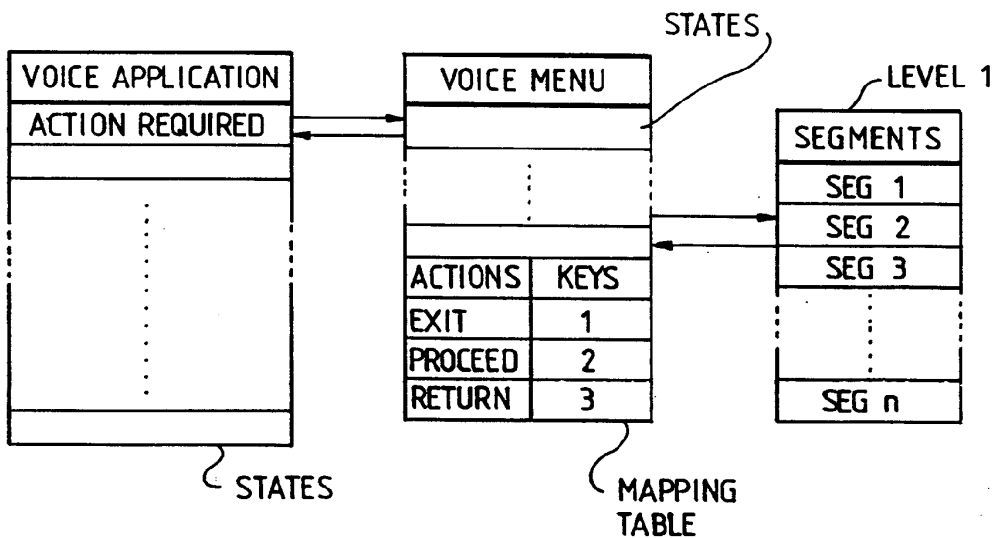 STATES
VOICE APPLICATION
ACTION REQUIRED
VOICE MENU
LEVEL 1
SEGMENTS
SEG 1
SEG 2
SEG 3
SEG n
ACTIONS KEYS
EXIT 1
PROCEED 2
RETURN 3
STATES
MAPPING
TABLE